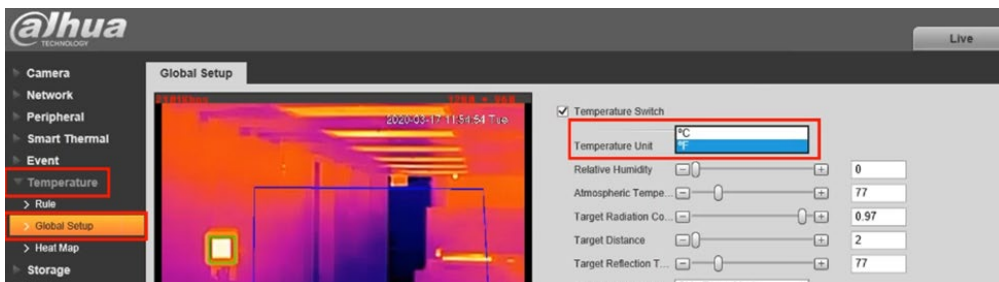 alhua
TECHNOLOGY
Live
Camera
Network
Peripheral
Smart Thermal
Event
Temperature
Rule
Global Setup
Heat Map
Storage
Global Setup
2020-03-17 11:51:54 Tue
Temperature Switch
Temperature Unit
°C
°F
Relative Humidity - + 0
Atmospheric Tempe... - + 77
Target Radiation Co... - + 0.97
Target Distance - + 2
Target Reflection T... - + 77